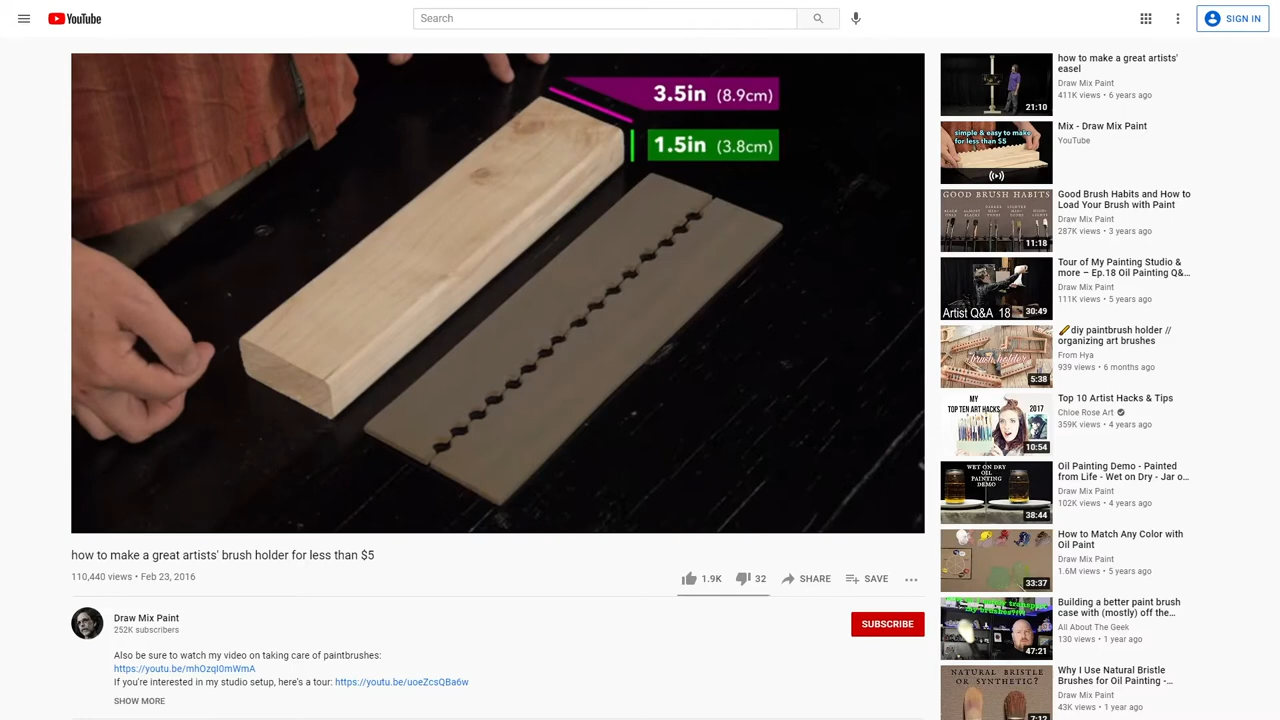 YouTube
Search
SIGN IN
3.5in (8.9cm)
1.5in (3.8cm)
how to make a great artists' brush holder for less than $5
110,440 views • Feb 23, 2016
1.9K
32
SHARE
SAVE
Draw Mix Paint
252K subscribers
SUBSCRIBE
Also be sure to watch my video on taking care of paintbrushes:
https://youtu.be/mhOzqI0mWmA
If you're interested in my studio setup, here's a tour: https://youtu.be/uoeZcsQBa6w
SHOW MORE
21:10
how to make a great artists'
easel
Draw Mix Paint
411K views • 6 years ago
simple & easy to make
for less than $5
Mix - Draw Mix Paint
YouTube
GOOD BRUSH HABITS
11:18
Good Brush Habits and How to
Load Your Brush with Paint
Draw Mix Paint
287K views • 3 years ago
Artist Q&A 18
30:49
Tour of My Painting Studio &
more – Ep.18 Oil Painting Q&...
Draw Mix Paint
111K views • 5 years ago
brush holder
5:38
diy paintbrush holder //
organizing art brushes
From Hya
939 views • 6 months ago
MY
TOP TEN ART HACKS
2017
10:54
Top 10 Artist Hacks & Tips
Chloe Rose Art
359K views • 4 years ago
WET ON DRY
OIL
PAINTING
DEMO
38:44
Oil Painting Demo - Painted
from Life - Wet on Dry - Jar o...
Draw Mix Paint
102K views • 4 years ago
33:37
How to Match Any Color with
Oil Paint
Draw Mix Paint
1.6M views • 5 years ago
my brushes?!?!
47:21
Building a better paint brush
case with (mostly) off the...
All About The Geek
130 views • 1 year ago
NATURAL BRISTLE
OR SYNTHETIC?
7:12
Why I Use Natural Bristle
Brushes for Oil Painting -...
Draw Mix Paint
43K views • 1 year ago